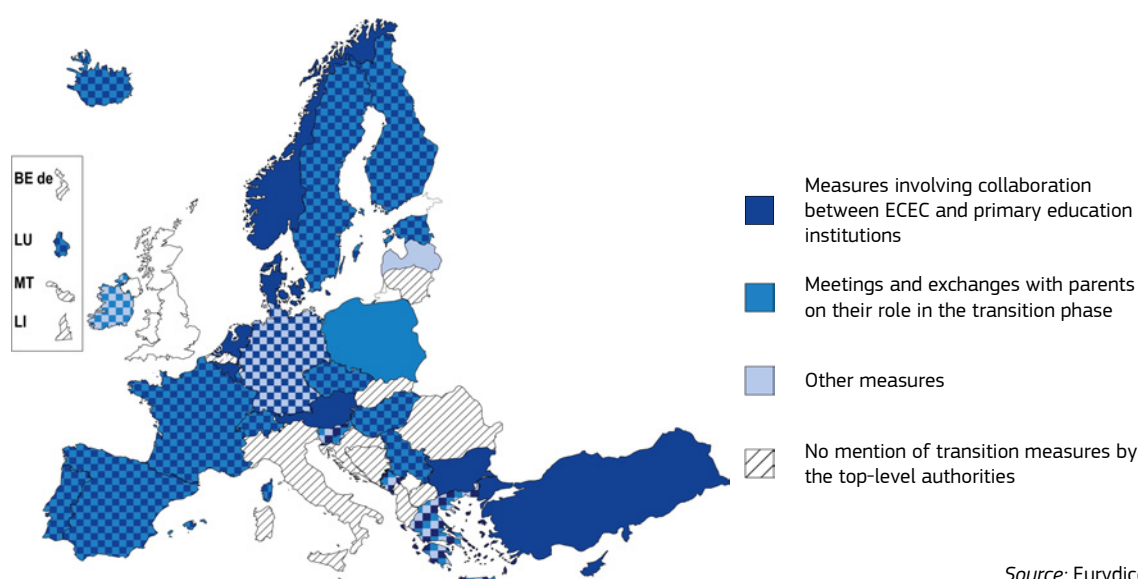 BE de
LU
MT
LI
Measures involving collaboration
between ECEC and primary education
institutions
Meetings and exchanges with parents
on their role in the transition phase
Other measures
No mention of transition measures by
the top-level authorities
Source: Eurydice